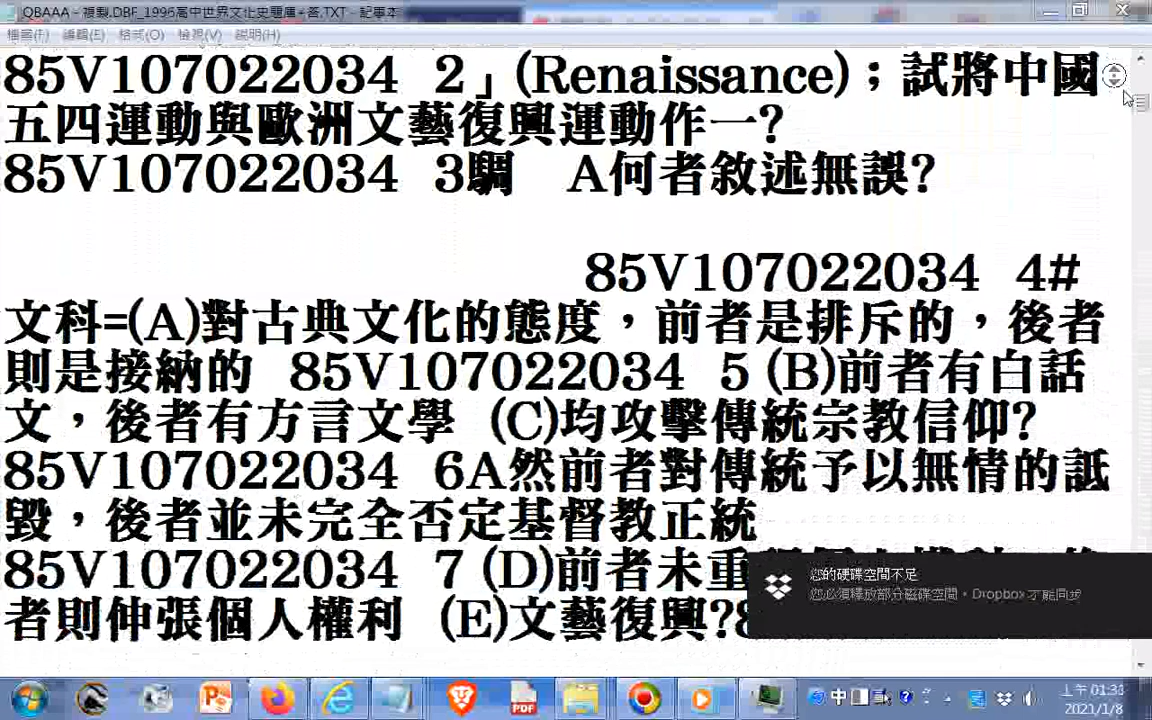 QBAAA - 複製.DBF_1996高中世界文化史題庫+答.TXT - 記事本
檔案(F) 編輯(E) 格式(O) 檢視(V) 說明(H)
85V107022034 2」(Renaissance)；試將中國
五四運動與歐洲文藝復興運動作一?
85V107022034 3騆 A何者敘述無誤?
85V107022034 4#
文科=(A)對古典文化的態度，前者是排斥的，後者
則是接納的 85V107022034 5 (B)前者有白話
文，後者有方言文學 (C)均攻擊傳統宗教信仰?
85V107022034 6A然前者對傳統予以無情的詆
毀，後者並未完全否定基督教正統
85V107022034 7 (D)前者未重
者則伸張個人權利 (E)文藝復興?8
您的硬碟空間不足
您必須釋放部分磁碟空間，Dropbox 才能同步
PDF
中
上午 01:33
2021/1/8